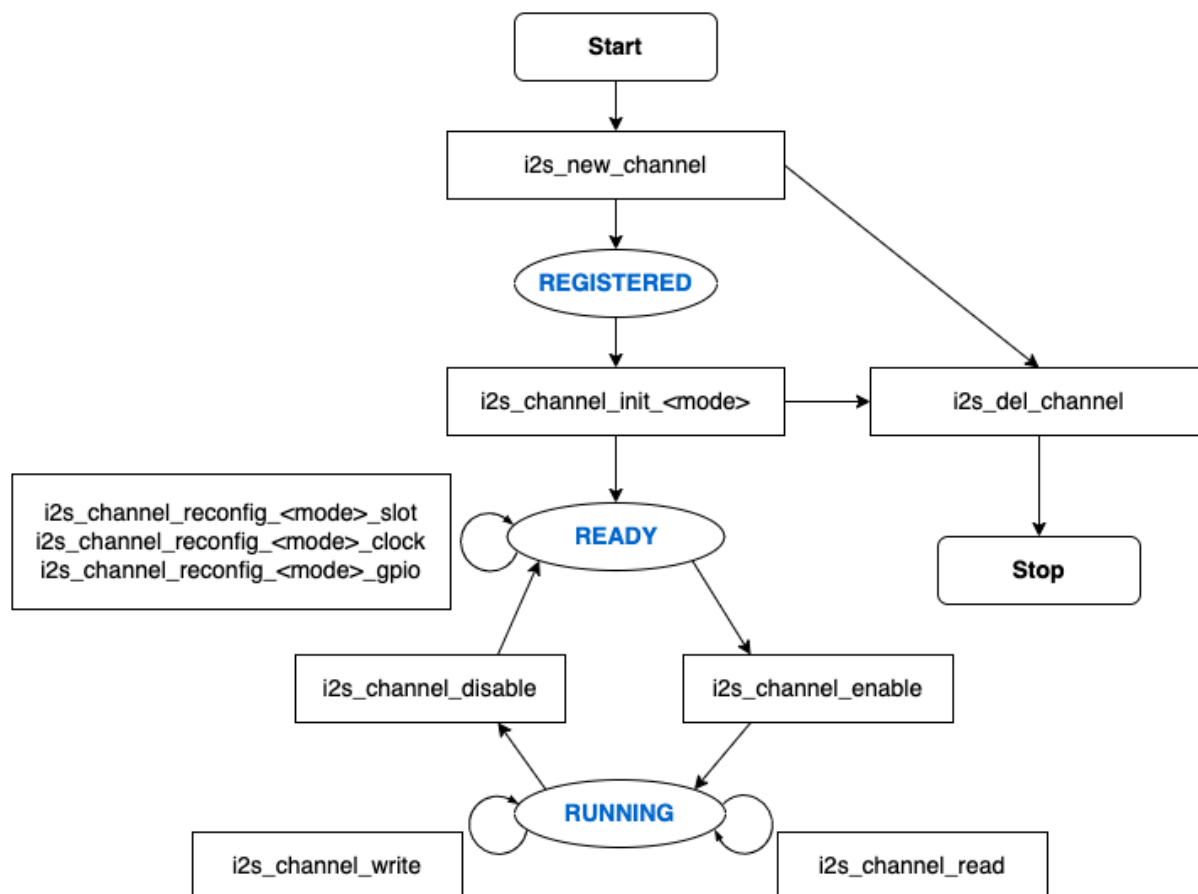 Start
i2s_new_channel
REGISTERED
i2s_channel_init_<mode>
i2s_del_channel
i2s_channel_reconfig_<mode>_slot
i2s_channel_reconfig_<mode>_clock
i2s_channel_reconfig_<mode>_gpio
READY
Stop
i2s_channel_disable
i2s_channel_enable
RUNNING
i2s_channel_write
i2s_channel_read